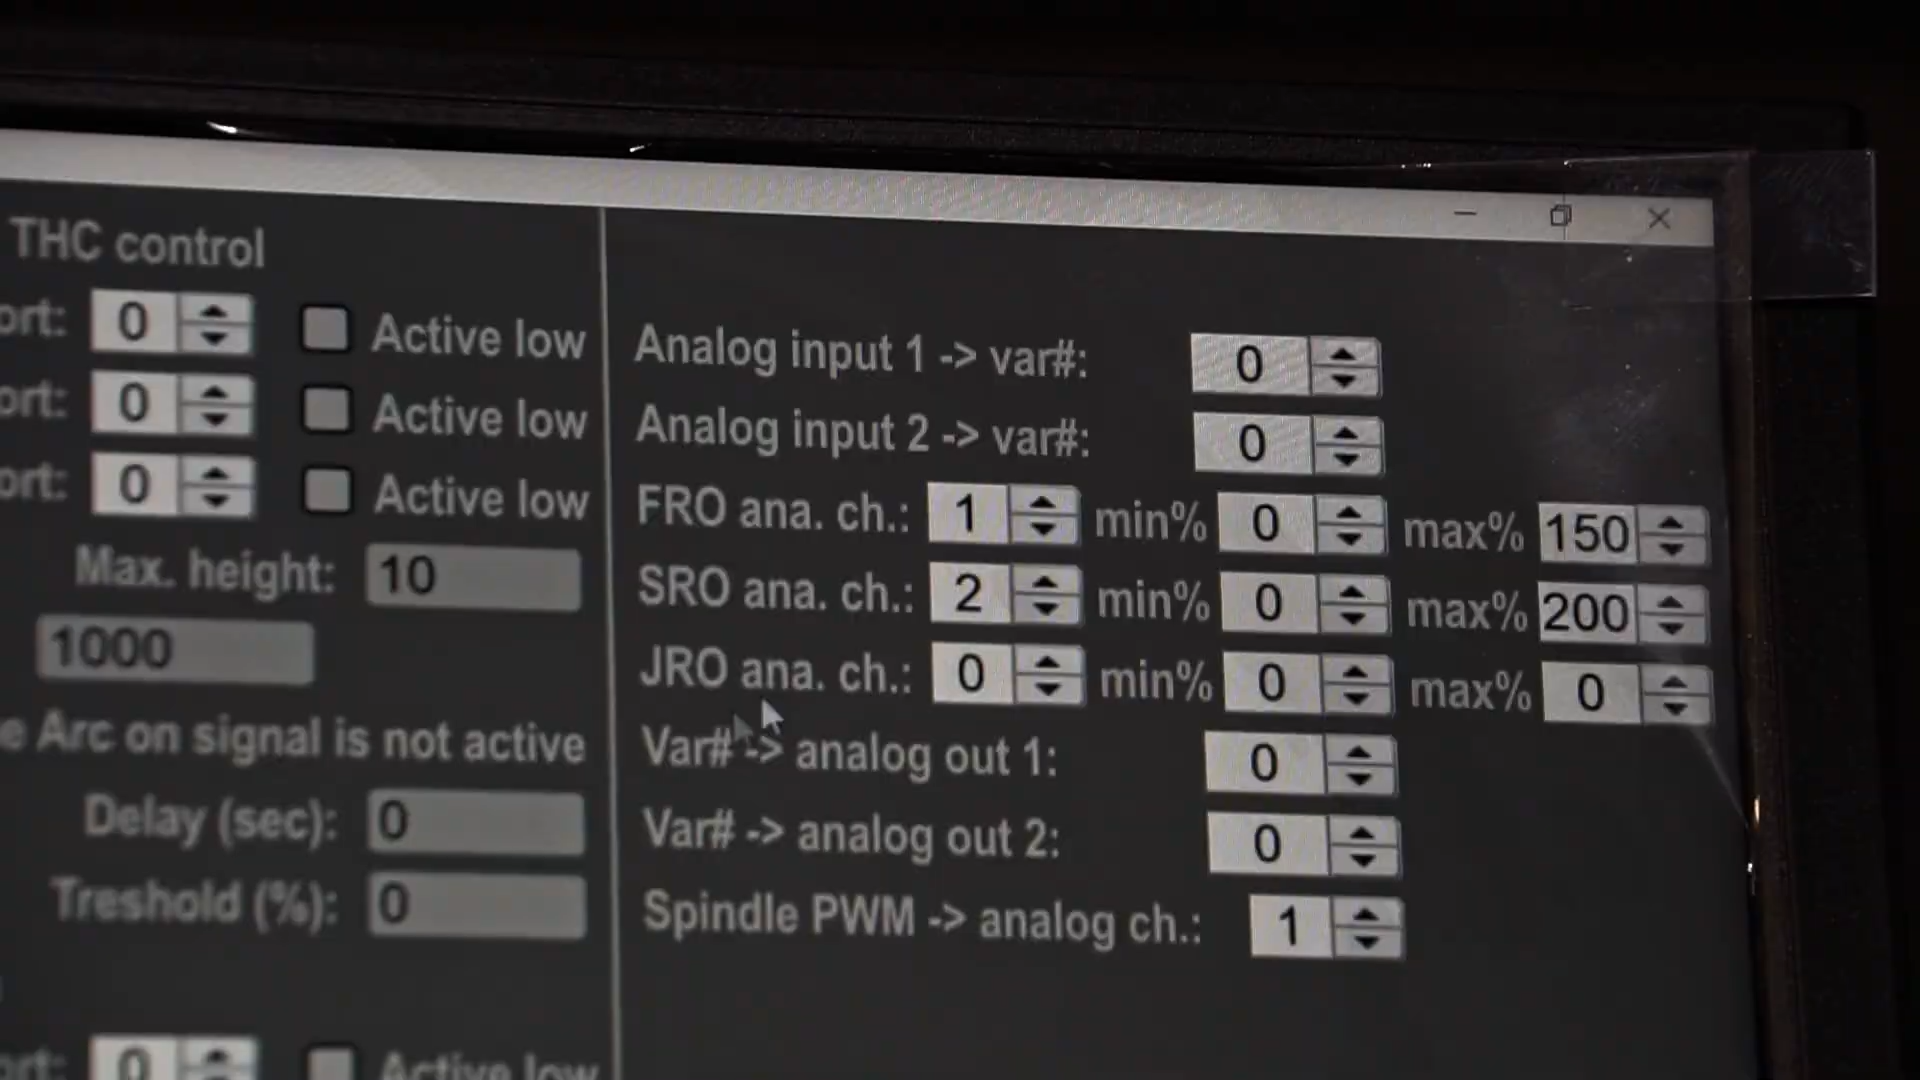 THC control
ort: 0 Active low
ort: 0 Active low
ort: 0 Active low
Max. height: 10
1000
e Arc on signal is not active
Delay (sec): 0
Treshold (%): 0
ort: 0 Active low
Analog input 1 -> var#: 0
Analog input 2 -> var#: 0
FRO ana. ch.: 1 min% 0 max% 150
SRO ana. ch.: 2 min% 0 max% 200
JRO ana. ch.: 0 min% 0 max% 0
Var# -> analog out 1: 0
Var# -> analog out 2: 0
Spindle PWM -> analog ch.: 1